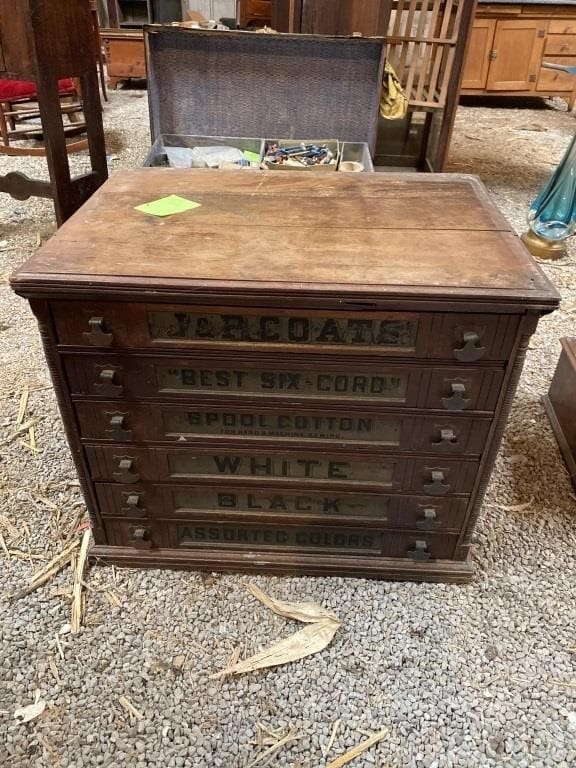 J & P. COATS
"BEST SIX-CORD"
SPOOL COTTON
FOR HAND & MACHINE SEWING
WHITE
BLACK
ASSORTED COLORS